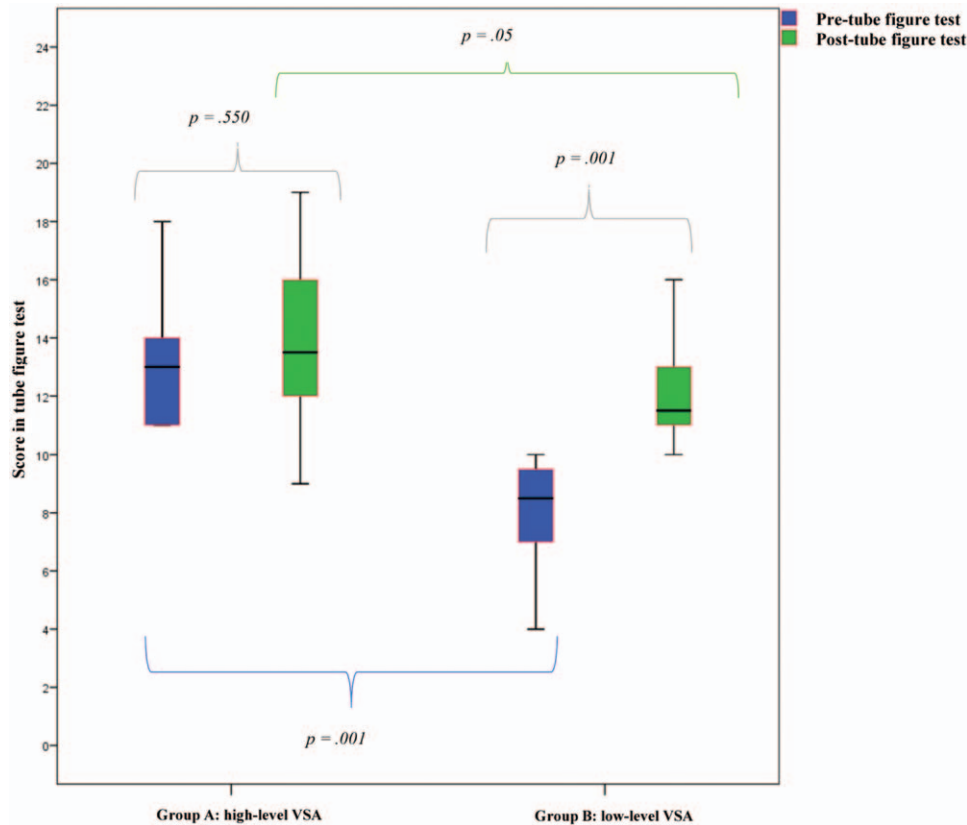 Pre-tube figure test
Post-tube figure test
p = .05
p = .550
p = .001
Score in tube figure test
24
22
20
18
16
14
12
10
8
6
4
2
0
p = .001
Group A: high-level VSA
Group B: low-level VSA